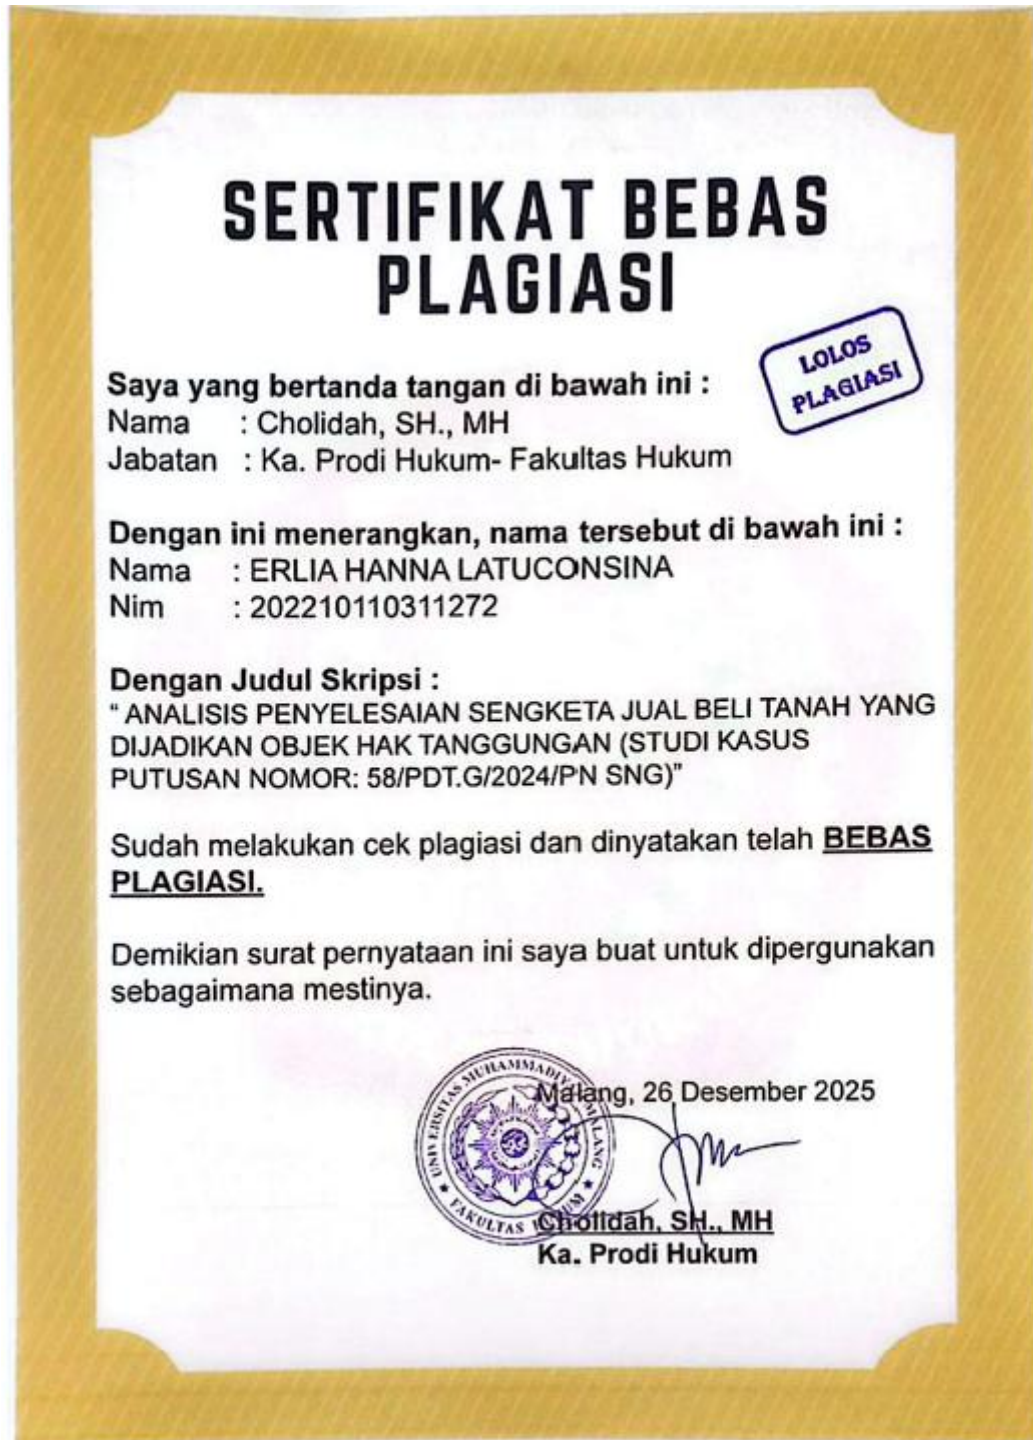 SERTIFIKAT BEBAS
PLAGIASI
LOLOS
PLAGIASI
Saya yang bertanda tangan di bawah ini :
Nama : Cholidah, SH., MH
Jabatan : Ka. Prodi Hukum- Fakultas Hukum
Dengan ini menerangkan, nama tersebut di bawah ini :
Nama : ERLIA HANNA LATUCONSINA
Nim : 202210110311272
Dengan Judul Skripsi :
“ ANALISIS PENYELESAIAN SENGKETA JUAL BELI TANAH YANG
DIJADIKAN OBJEK HAK TANGGUNGAN (STUDI KASUS
PUTUSAN NOMOR: 58/PDT.G/2024/PN SNG)”
Sudah melakukan cek plagiasi dan dinyatakan telah BEBAS
PLAGIASI.
Demikian surat pernyataan ini saya buat untuk dipergunakan
sebagaimana mestinya.
UNIVERSITAS MUHAMMADIYAH MALANG
FAKULTAS HUKUM
Malang, 26 Desember 2025
Cholidah, SH., MH
Ka. Prodi Hukum